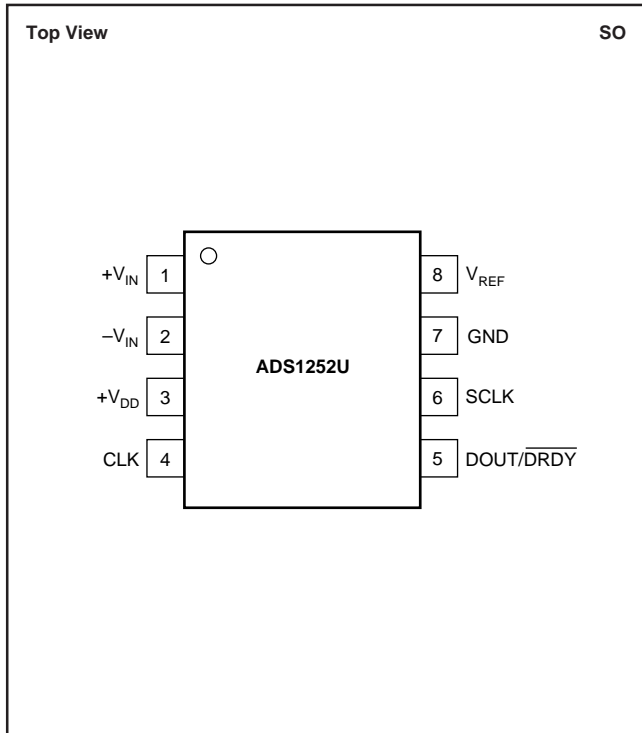 Top View SO
+V_IN 1 8 V_REF
–V_IN 2 7 GND
ADS1252U
+V_DD 3 6 SCLK
CLK 4 5 DOUT/D̅R̅D̅Y̅